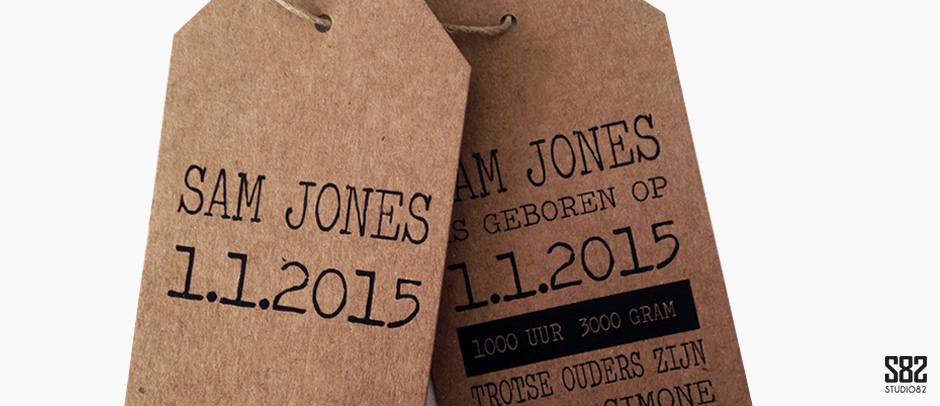 SAM JONES
1.1.2015
AM JONES
S GEBOREN OP
1.1.2015
1000 UUR 3000 GRAM
TROTSE OUDERS ZIJN
SIMONE
S82
STUDIO82